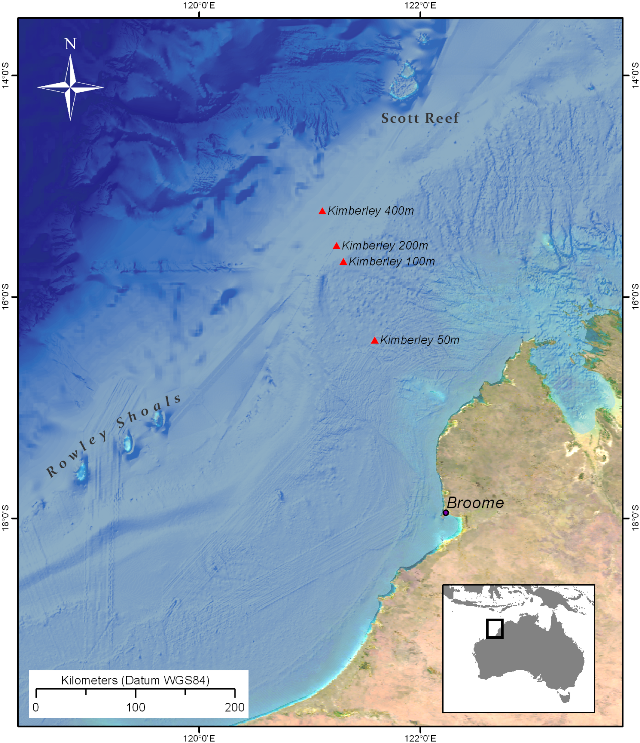 120°0'E 122°0'E
14°0'S 14°0'S
N
Scott Reef
Kimberley 400m
Kimberley 200m
Kimberley 100m
16°0'S 16°0'S
Kimberley 50m
Rowley Shoals
Broome
18°0'S 18°0'S
Kilometers (Datum WGS84)
0 100 200
120°0'E 122°0'E